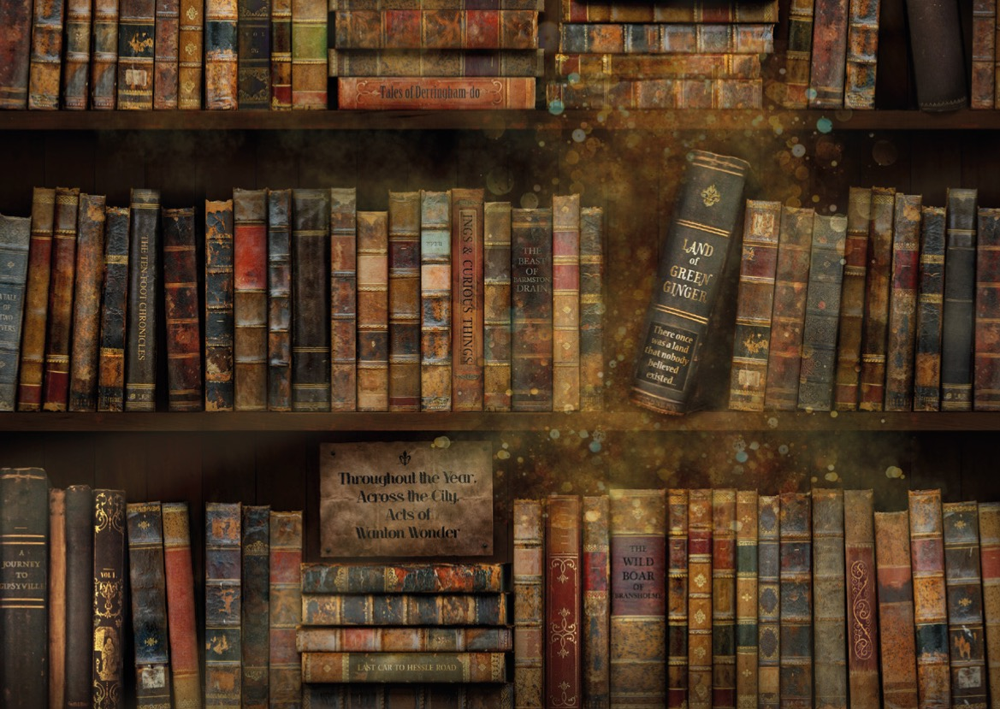 Tales of Derringham-do
A TALE
OF
TWO
THE TEN-FOOT CHRONICLES
INGS & CURIOUS THINGS
THE
BEAST
OF
BARMSTON
DRAIN
LAND
of
GREEN
GINGER
There once
was a land
that nobody
believed
existed.
Throughout the Year,
Across the City,
Acts of
Wanton Wonder
A
JOURNEY
TO
GIPSYVILLE
VOL I.
THE
WILD
BOAR
OF
BRANSHOLME
LAST CAR TO HESSLE ROAD